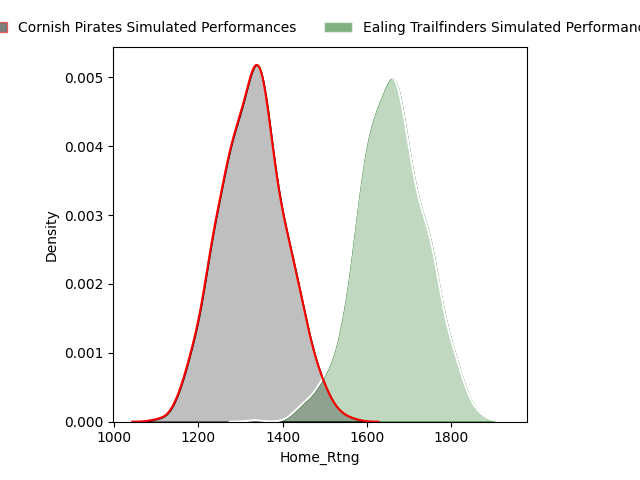 Cornish Pirates Simulated Performances
Ealing Trailfinders Simulated
0.005
0.004
0.003
0.002
0.001
0.000
Density
1000 1200 1400 1600 1800
Home_Rtng